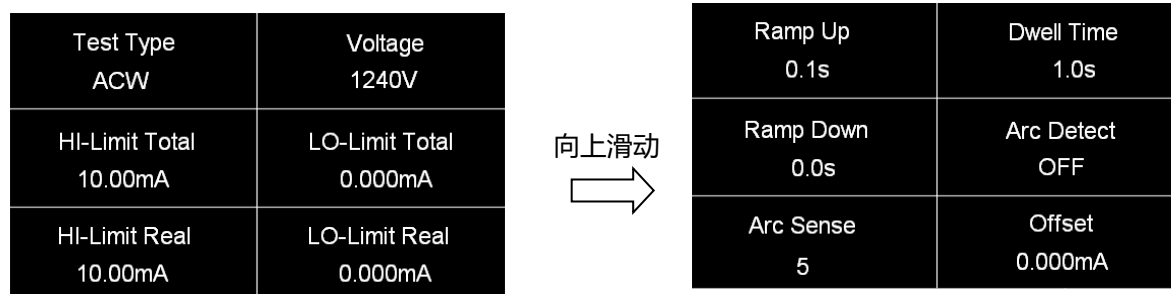 Test Type
ACW
Voltage
1240V
HI-Limit Total
10.00mA
LO-Limit Total
0.000mA
HI-Limit Real
10.00mA
LO-Limit Real
0.000mA
向上滑动
Ramp Up
0.1s
Dwell Time
1.0s
Ramp Down
0.0s
Arc Detect
OFF
Arc Sense
5
Offset
0.000mA